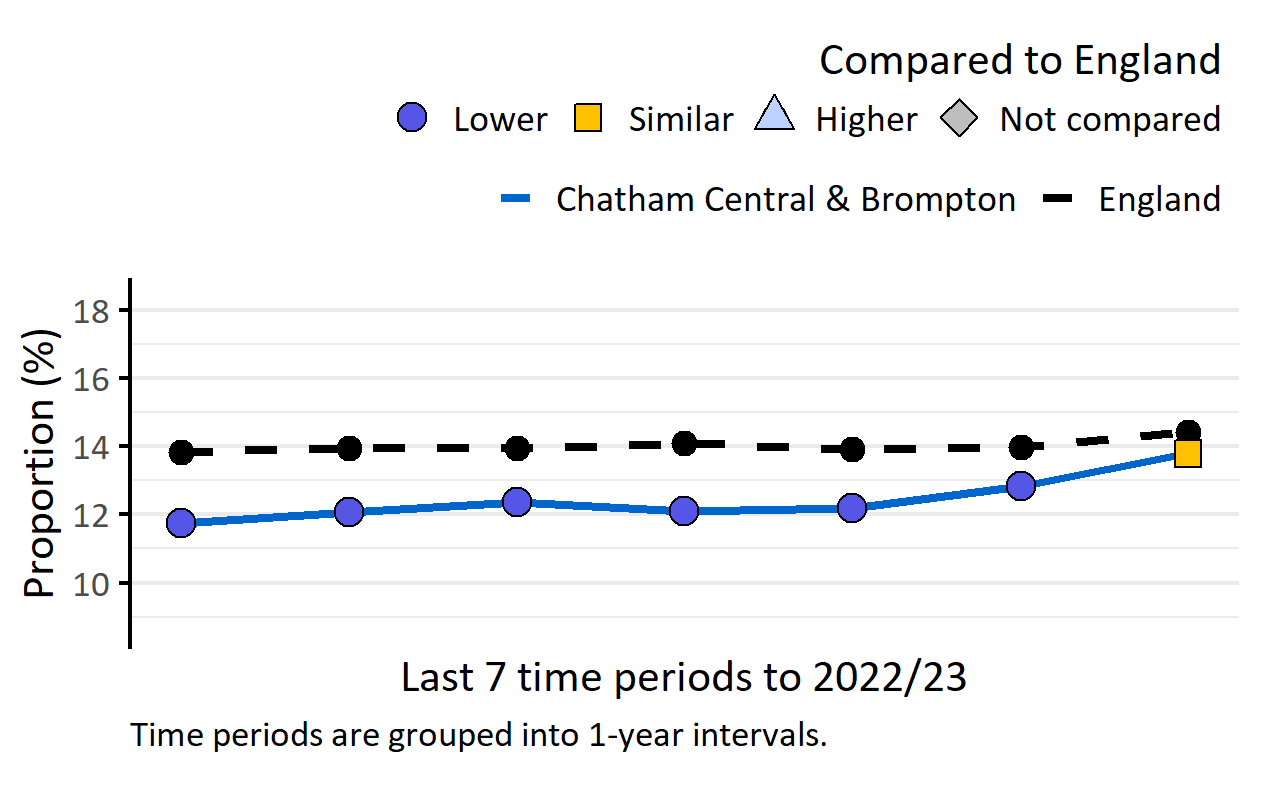 Compared to England
Lower Similar Higher Not compared
Chatham Central & Brompton England
18
16
14
12
10
Proportion (%)
Last 7 time periods to 2022/23
Time periods are grouped into 1-year intervals.